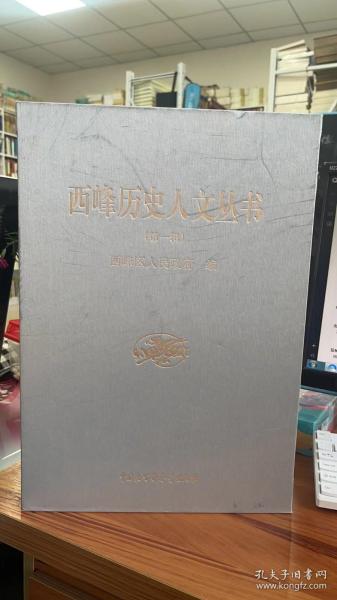 西峰历史人文丛书
（第一辑）
西峰区人民政府 编
孔夫子旧书网
www.kongfz.com